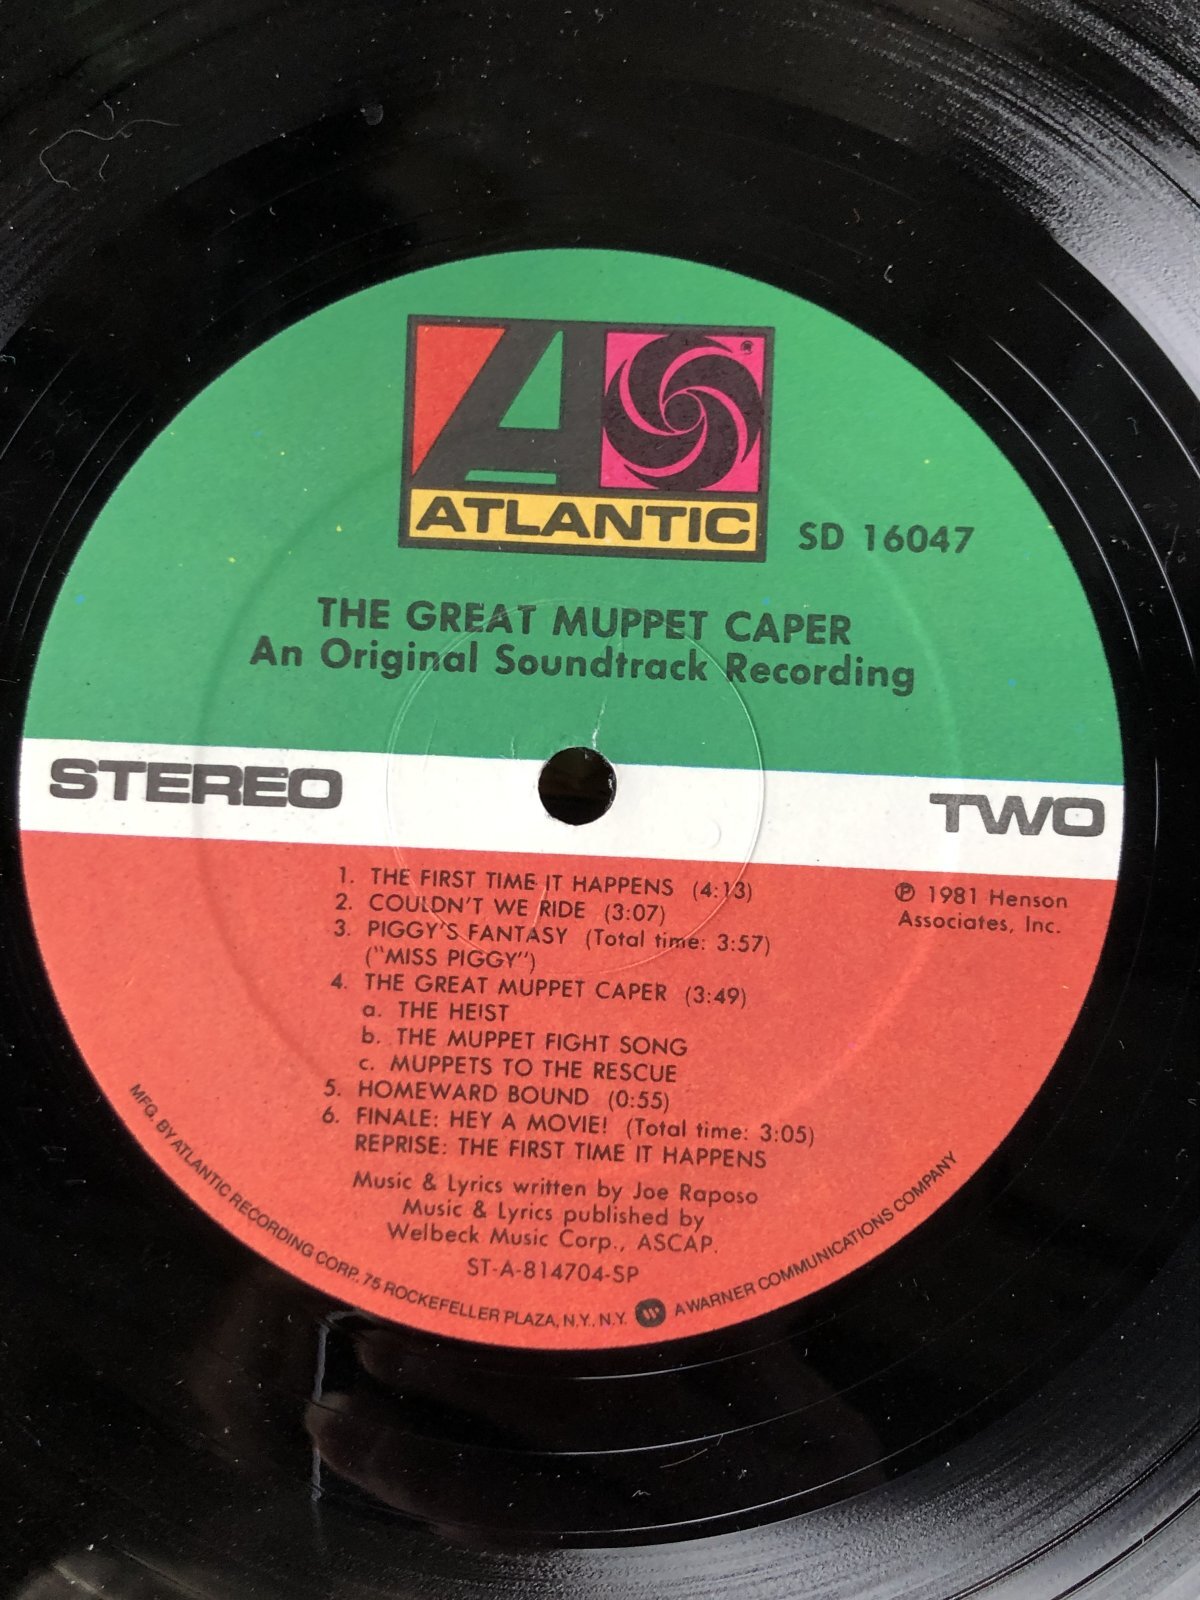 ATLANTIC
SD 16047
THE GREAT MUPPET CAPER
An Original Soundtrack Recording
STEREO
TWO
1. THE FIRST TIME IT HAPPENS (4:13)
2. COULDN'T WE RIDE (3:07)
3. PIGGY'S FANTASY (Total time: 3:57)
("MISS PIGGY")
4. THE GREAT MUPPET CAPER (3:49)
a. THE HEIST
b. THE MUPPET FIGHT SONG
c. MUPPETS TO THE RESCUE
5. HOMEWARD BOUND (0:55)
6. FINALE: HEY A MOVIE! (Total time: 3:05)
REPRISE: THE FIRST TIME IT HAPPENS
℗ 1981 Henson
Associates, Inc.
Music & Lyrics written by Joe Raposo
Music & Lyrics published by
Welbeck Music Corp., ASCAP.
ST-A-814704-SP
MFG. BY ATLANTIC RECORDING CORP., 75 ROCKEFELLER PLAZA, N.Y., N.Y. A WARNER COMMUNICATIONS COMPANY